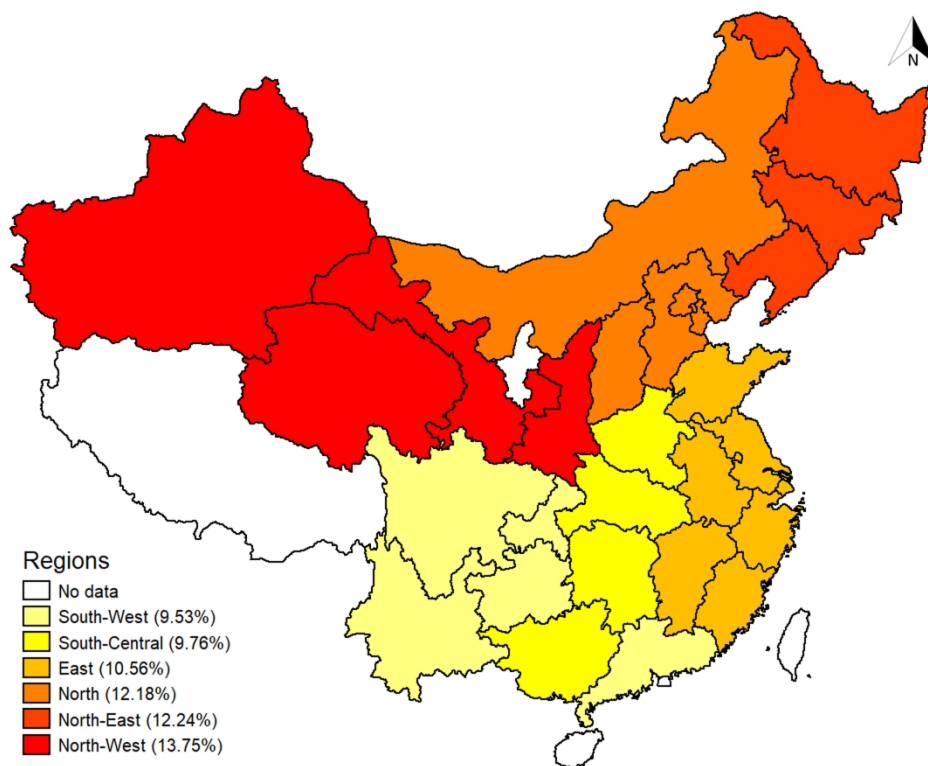 N
Regions
No data
South-West (9.53%)
South-Central (9.76%)
East (10.56%)
North (12.18%)
North-East (12.24%)
North-West (13.75%)